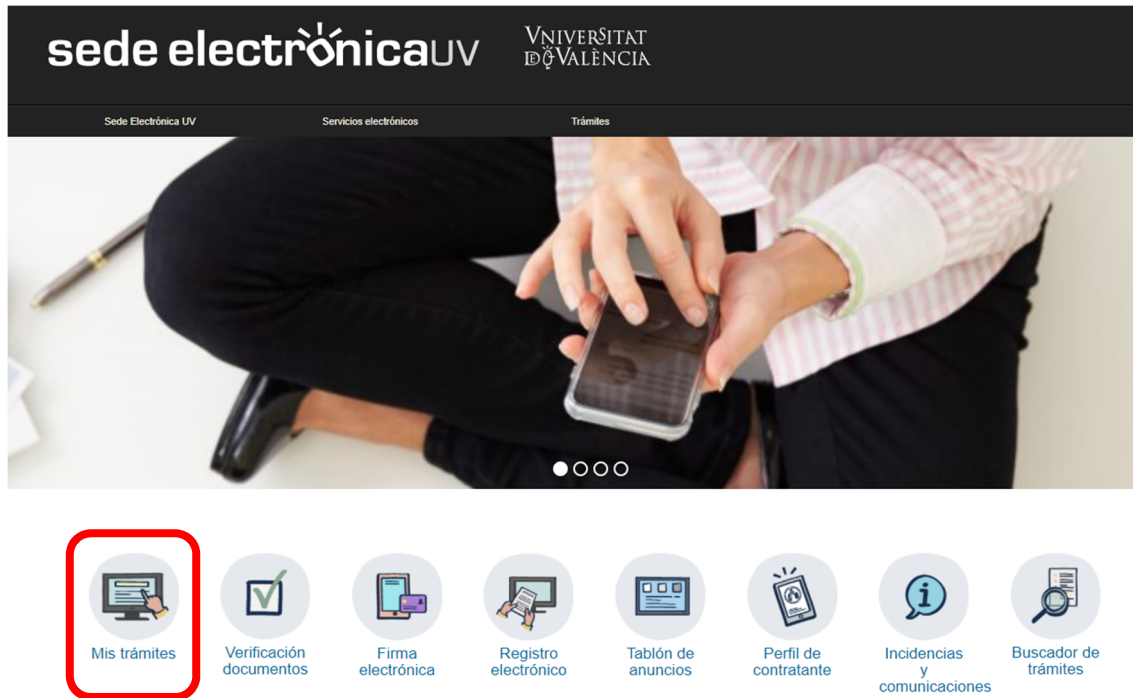 sede electrónicauv
VNIVERSITAT
DE VALÈNCIA
Sede Electrónica UV
Servicios electrónicos
Trámites
Mis trámites
Verificación
documentos
Firma
electrónica
Registro
electrónico
Tablón de
anuncios
Perfil de
contratante
Incidencias
y
comunicaciones
Buscador de
trámites